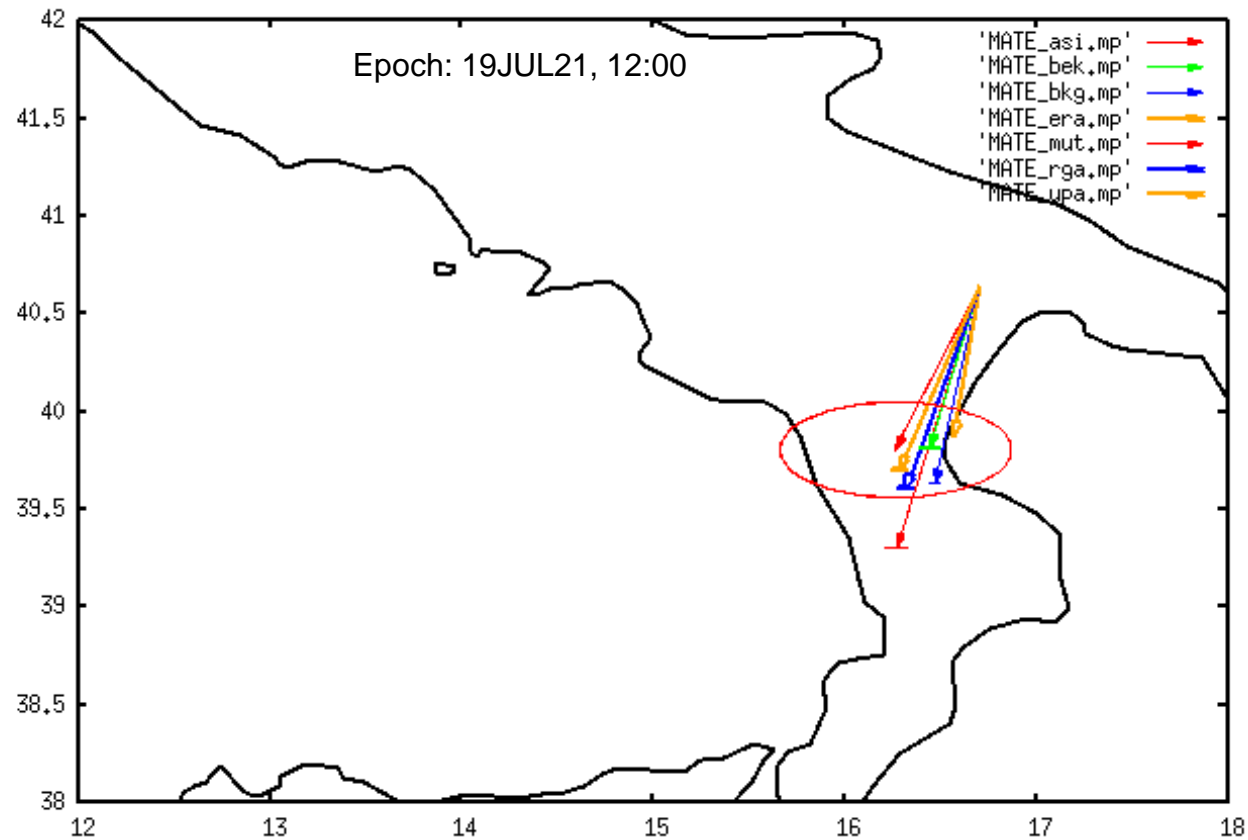 42
Epoch: 19JUL21, 12:00
'MATE_asi.mp'
'MATE_bek.mp'
'MATE_bkg.mp'
'MATE_era.mp'
'MATE_mut.mp'
'MATE_rga.mp'
'MATE_upa.mp'
41.5
41
40.5
40
39.5
39
38.5
38
12 13 14 15 16 17 18